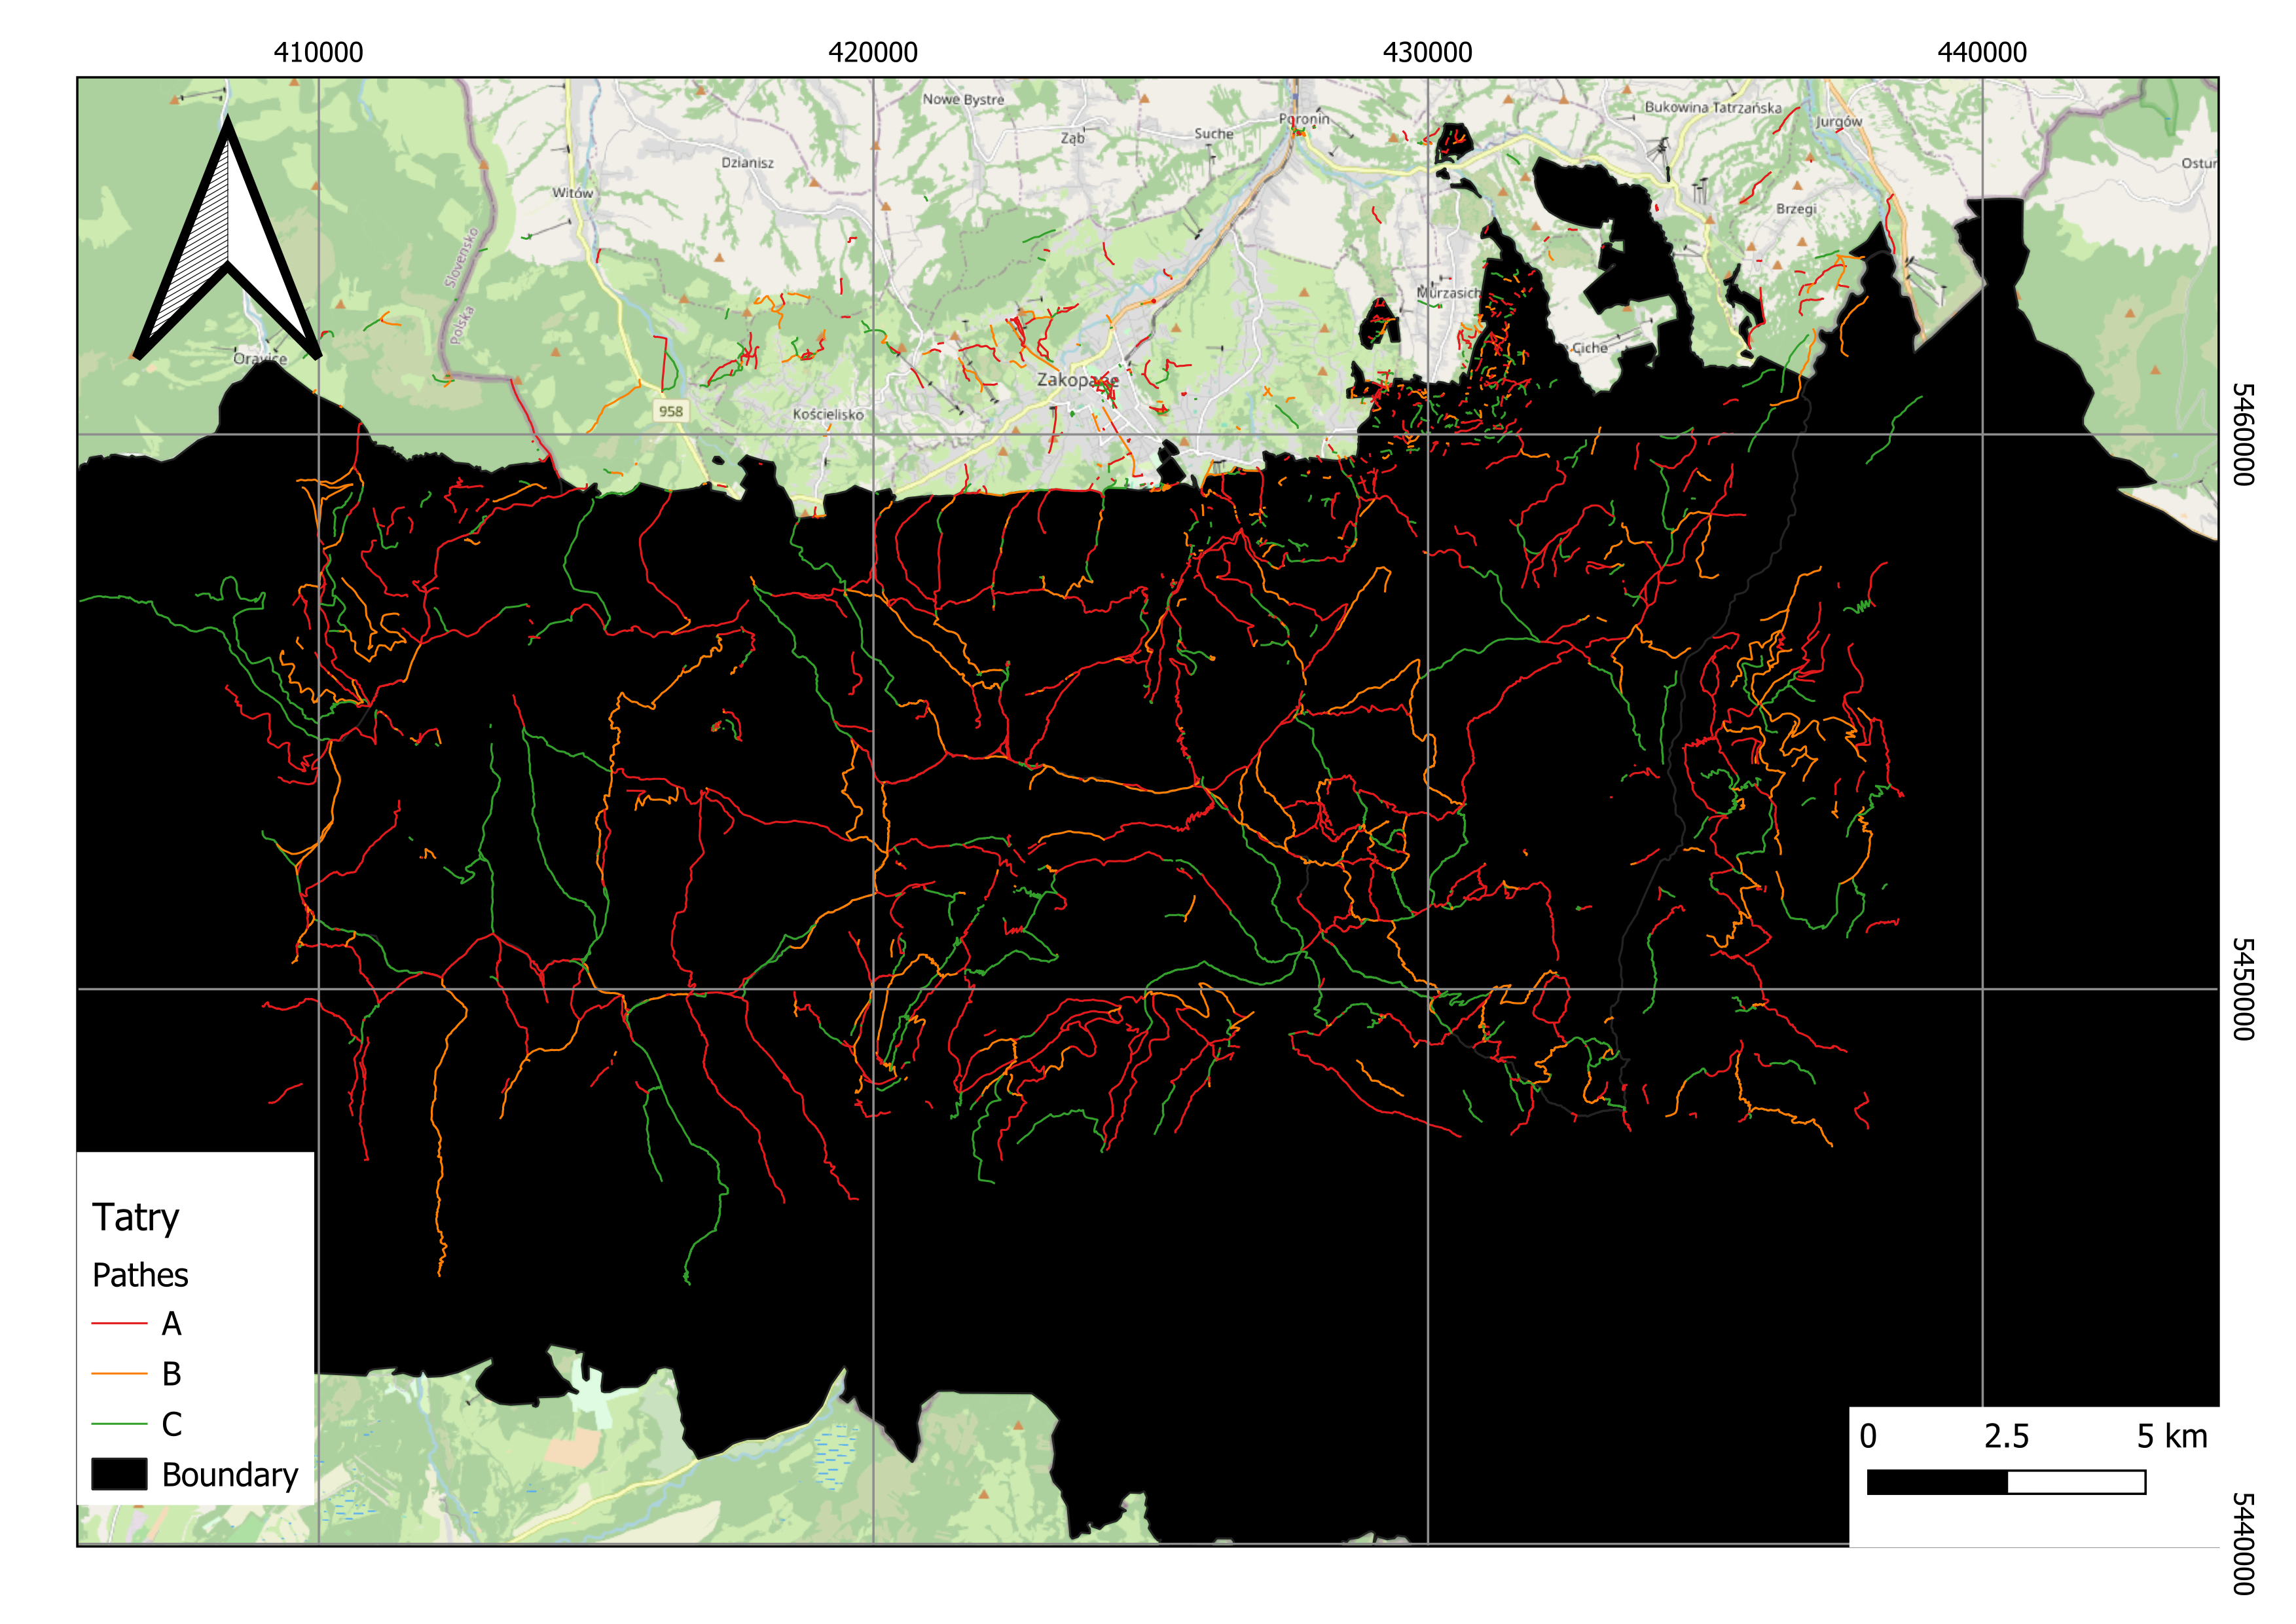 410000 420000 430000 440000
Nowe Bystre
Bukowina Tatrzańska
Poronin
Jurgów
Suche
Ząb
Dzianisz
Ostur
Witów
Brzegi
Slovensko
Polska
Murzasich
Ciche
Oravice
Zakopane
958
Kościelisko
5460000
5450000
5440000
Tatry
Pathes
A
B
C
Boundary
0 2.5 5 km